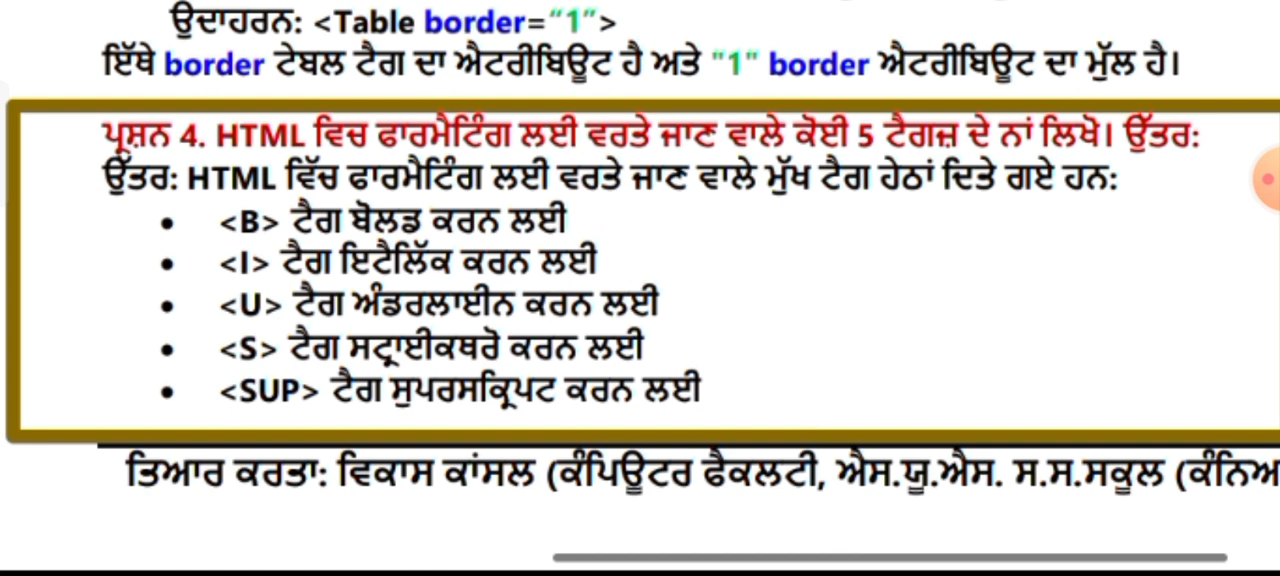 ਉਦਾਹਰਨ: <Table border="1">
ਇੱਥੇ border ਟੇਬਲ ਟੈਗ ਦਾ ਐਟਰੀਬਿਊਟ ਹੈ ਅਤੇ "1" border ਐਟਰੀਬਿਊਟ ਦਾ ਮੁੱਲ ਹੈ।
ਪ੍ਰਸ਼ਨ 4. HTML ਵਿਚ ਫਾਰਮੈਟਿੰਗ ਲਈ ਵਰਤੇ ਜਾਣ ਵਾਲੇ ਕੋਈ 5 ਟੈਗਜ਼ ਦੇ ਨਾਂ ਲਿਖੋ। ਉੱਤਰ:
ਉੱਤਰ: HTML ਵਿੱਚ ਫਾਰਮੈਟਿੰਗ ਲਈ ਵਰਤੇ ਜਾਣ ਵਾਲੇ ਮੁੱਖ ਟੈਗ ਹੇਠਾਂ ਦਿਤੇ ਗਏ ਹਨ:
• <B> ਟੈਗ ਬੋਲਡ ਕਰਨ ਲਈ
• <I> ਟੈਗ ਇਟੈਲਿੱਕ ਕਰਨ ਲਈ
• <U> ਟੈਗ ਅੰਡਰਲਾਈਨ ਕਰਨ ਲਈ
• <S> ਟੈਗ ਸਟ੍ਰਾਈਕਥਰੋ ਕਰਨ ਲਈ
• <SUP> ਟੈਗ ਸੁਪਰਸਕ੍ਰਿਪਟ ਕਰਨ ਲਈ
ਤਿਆਰ ਕਰਤਾ: ਵਿਕਾਸ ਕਾਂਸਲ (ਕੰਪਿਊਟਰ ਫੈਕਲਟੀ, ਐਸ.ਯੂ.ਐਸ. ਸ.ਸ.ਸਕੂਲ